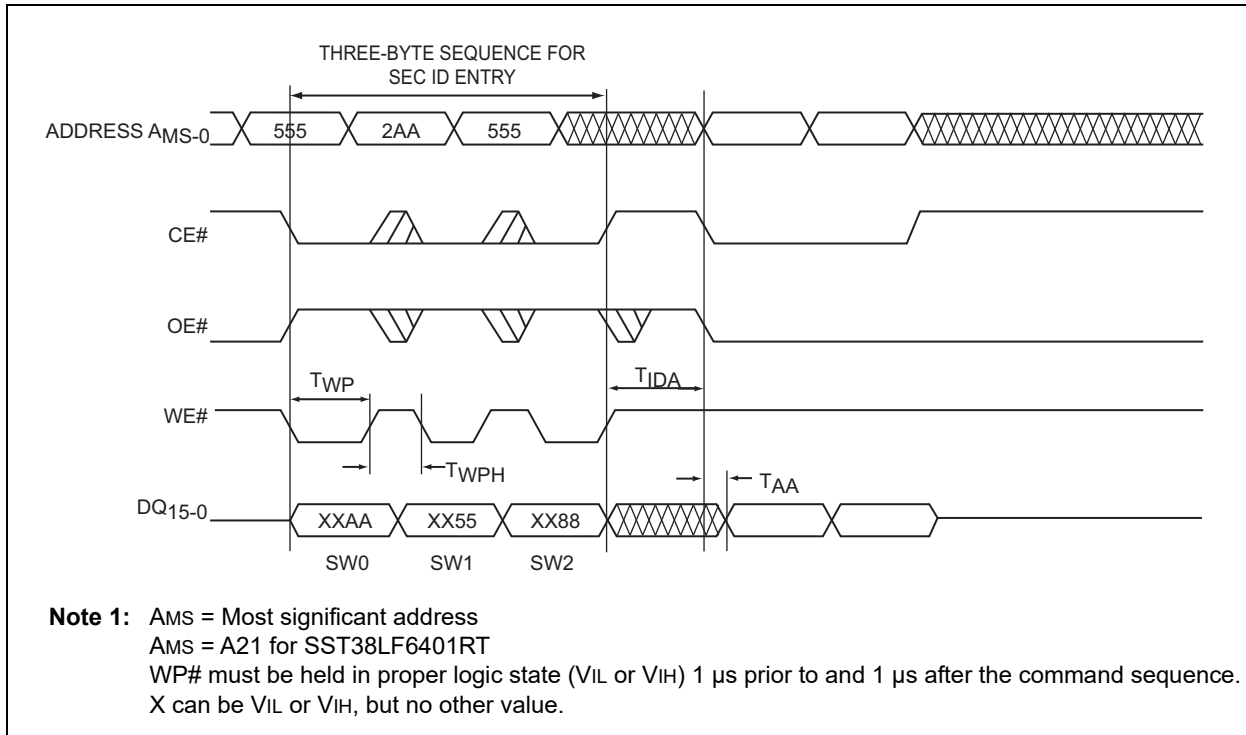 THREE-BYTE SEQUENCE FOR
SEC ID ENTRY
ADDRESS AMS-0
555 2AA 555
CE#
OE#
TWP TIDA
WE#
TWPH TAA
DQ15-0
XXAA XX55 XX88
SW0 SW1 SW2
Note 1: AMS = Most significant address
AMS = A21 for SST38LF6401RT
WP# must be held in proper logic state (VIL or VIH) 1 µs prior to and 1 µs after the command sequence.
X can be VIL or VIH, but no other value.